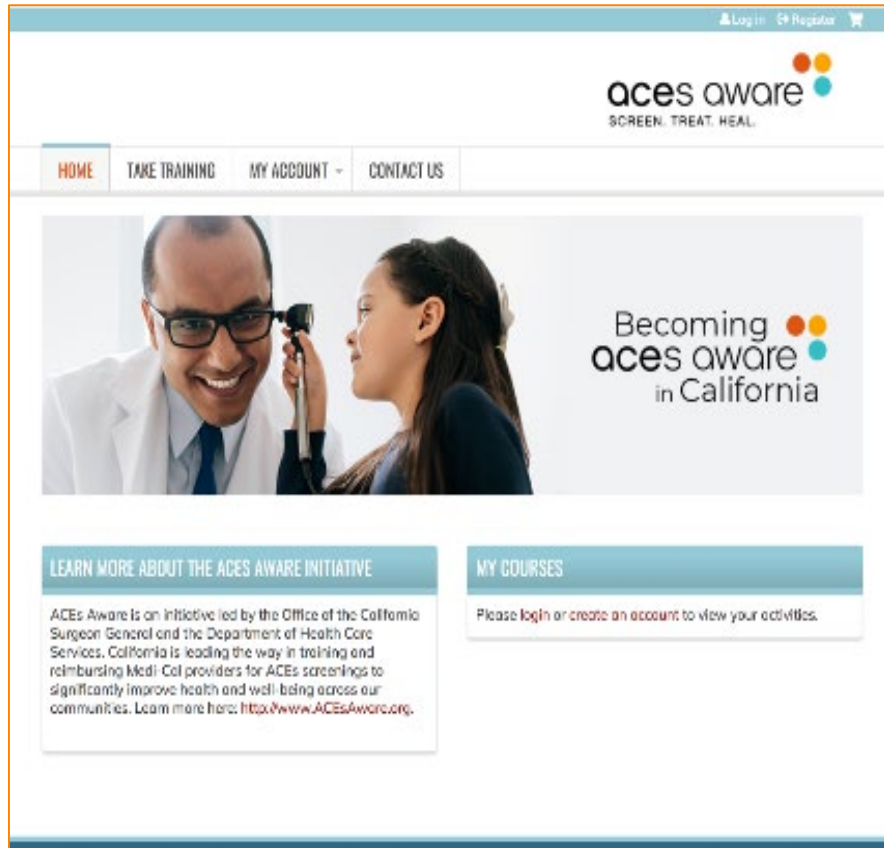 Log in Register
aces aware
SCREEN. TREAT. HEAL.
HOME TAKE TRAINING MY ACCOUNT CONTACT US
Becoming
aces aware
in California
LEARN MORE ABOUT THE ACES AWARE INITIATIVE
ACEs Aware is an initiative led by the Office of the California
Surgeon General and the Department of Health Care
Services. California is leading the way in training and
reimbursing Medi-Cal providers for ACEs screenings to
significantly improve health and well-being across our
communities. Learn more here: http://www.ACEsAware.org.
MY COURSES
Please login or create an account to view your activities.